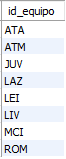 id_equipo
ATA
ATM
JUV
LAZ
LEI
LIV
MCI
ROM